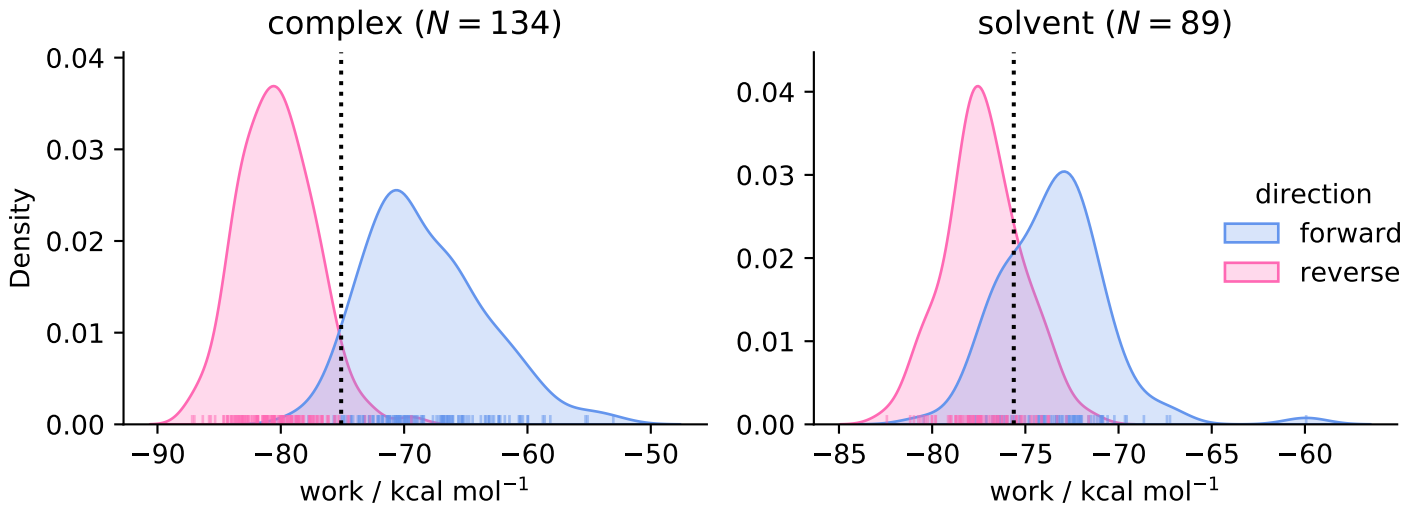 complex (N = 134)
Density
0.04
0.03
0.02
0.01
0.00
−90 −80 −70 −60 −50
work / kcal mol⁻¹
solvent (N = 89)
0.04
0.03
0.02
0.01
0.00
−85 −80 −75 −70 −65 −60
work / kcal mol⁻¹
direction
forward
reverse